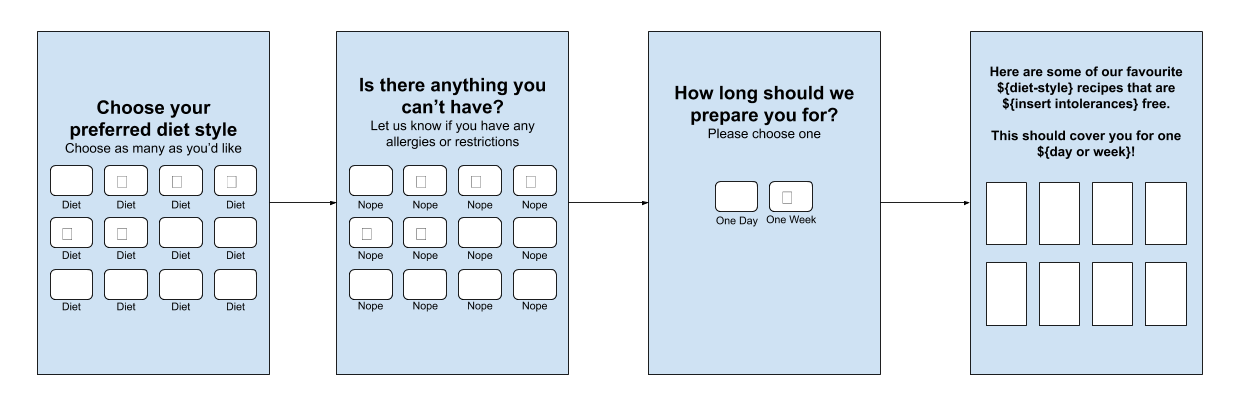 Choose your
preferred diet style
Choose as many as you'd like
Diet Diet Diet Diet
Diet Diet Diet Diet
Diet Diet Diet Diet
Is there anything you
can't have?
Let us know if you have any
allergies or restrictions
Nope Nope Nope Nope
Nope Nope Nope Nope
Nope Nope Nope Nope
How long should we
prepare you for?
Please choose one
One Day One Week
Here are some of our favourite
${diet-style} recipes that are
${insert intolerances} free.
This should cover you for one
${day or week}!